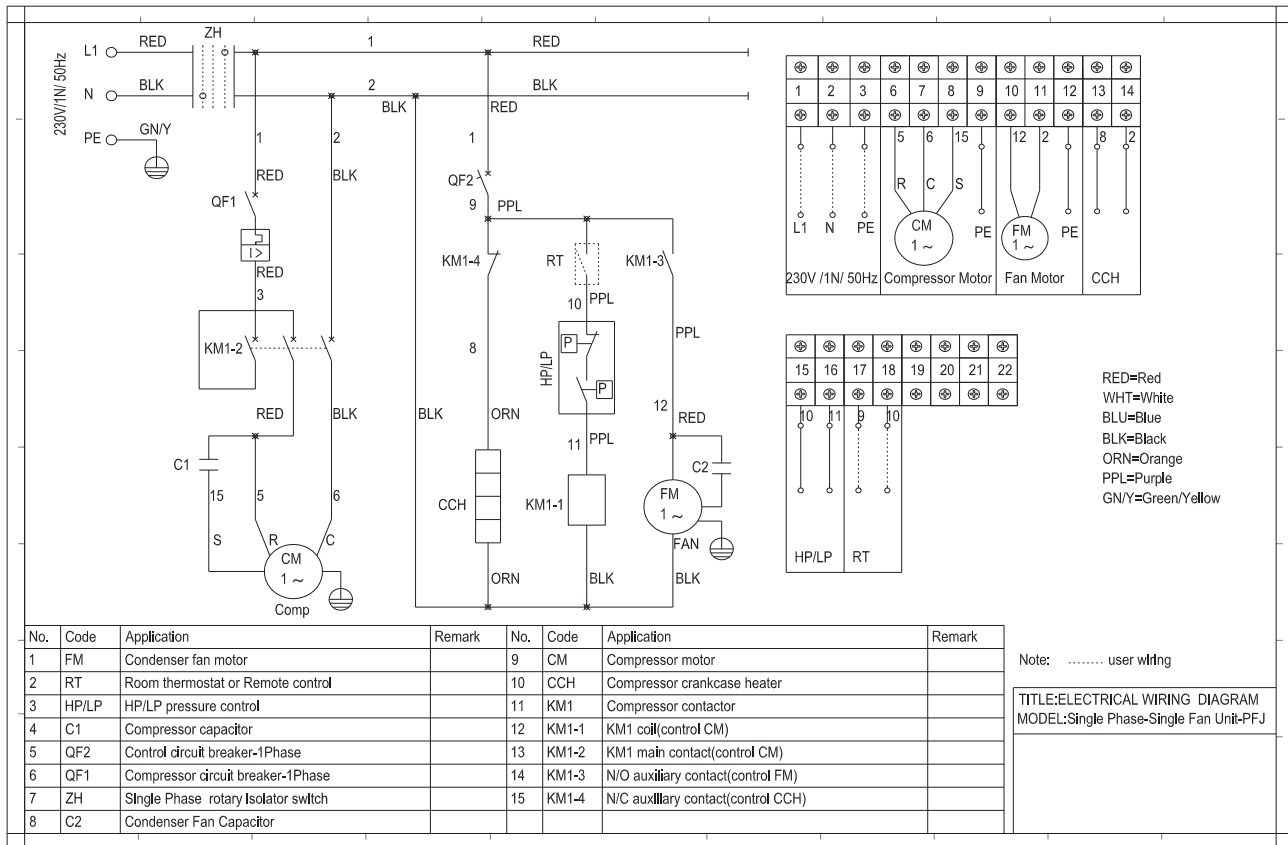 ZH
L1 RED 1 RED
N BLK 2 BLK
230V/1N/ 50Hz
BLK RED
PE GN/Y
1 2 1
RED BLK
QF1 QF2
9 PPL
I>
RED
3
KM1-4 RT KM1-3
10 PPL
KM1-2
P
8 PPL
HP/LP
P
12
RED BLK BLK ORN RED
11 PPL
C1 C2
15 5 6
CCH KM1-1 FM
1 ~
S R C
CM
1 ~
FAN
ORN BLK BLK
Comp
1 2 3 6 7 8 9 10 11 12 13 14
5 6 15 12 2 8 2
R C S
L1 N PE CM
1 ~ PE FM
1 ~ PE
230V /1N/ 50Hz Compressor Motor Fan Motor CCH
15 16 17 18 19 20 21 22
10 11 9 10
HP/LP RT
RED=Red
WHT=White
BLU=Blue
BLK=Black
ORN=Orange
PPL=Purple
GN/Y=Green/Yellow
No. Code Application Remark No. Code Application Remark
1 FM Condenser fan motor 9 CM Compressor motor
2 RT Room thermostat or Remote control 10 CCH Compressor crankcase heater
3 HP/LP HP/LP pressure control 11 KM1 Compressor contactor
4 C1 Compressor capacitor 12 KM1-1 KM1 coil(control CM)
5 QF2 Control circuit breaker-1Phase 13 KM1-2 KM1 main contact(control CM)
6 QF1 Compressor circuit breaker-1Phase 14 KM1-3 N/O auxiliary contact(control FM)
7 ZH Single Phase rotary Isolator switch 15 KM1-4 N/C auxiliary contact(control CCH)
8 C2 Condenser Fan Capacitor
Note: ........ user wiring
TITLE:ELECTRICAL WIRING DIAGRAM
MODEL:Single Phase-Single Fan Unit-PFJ